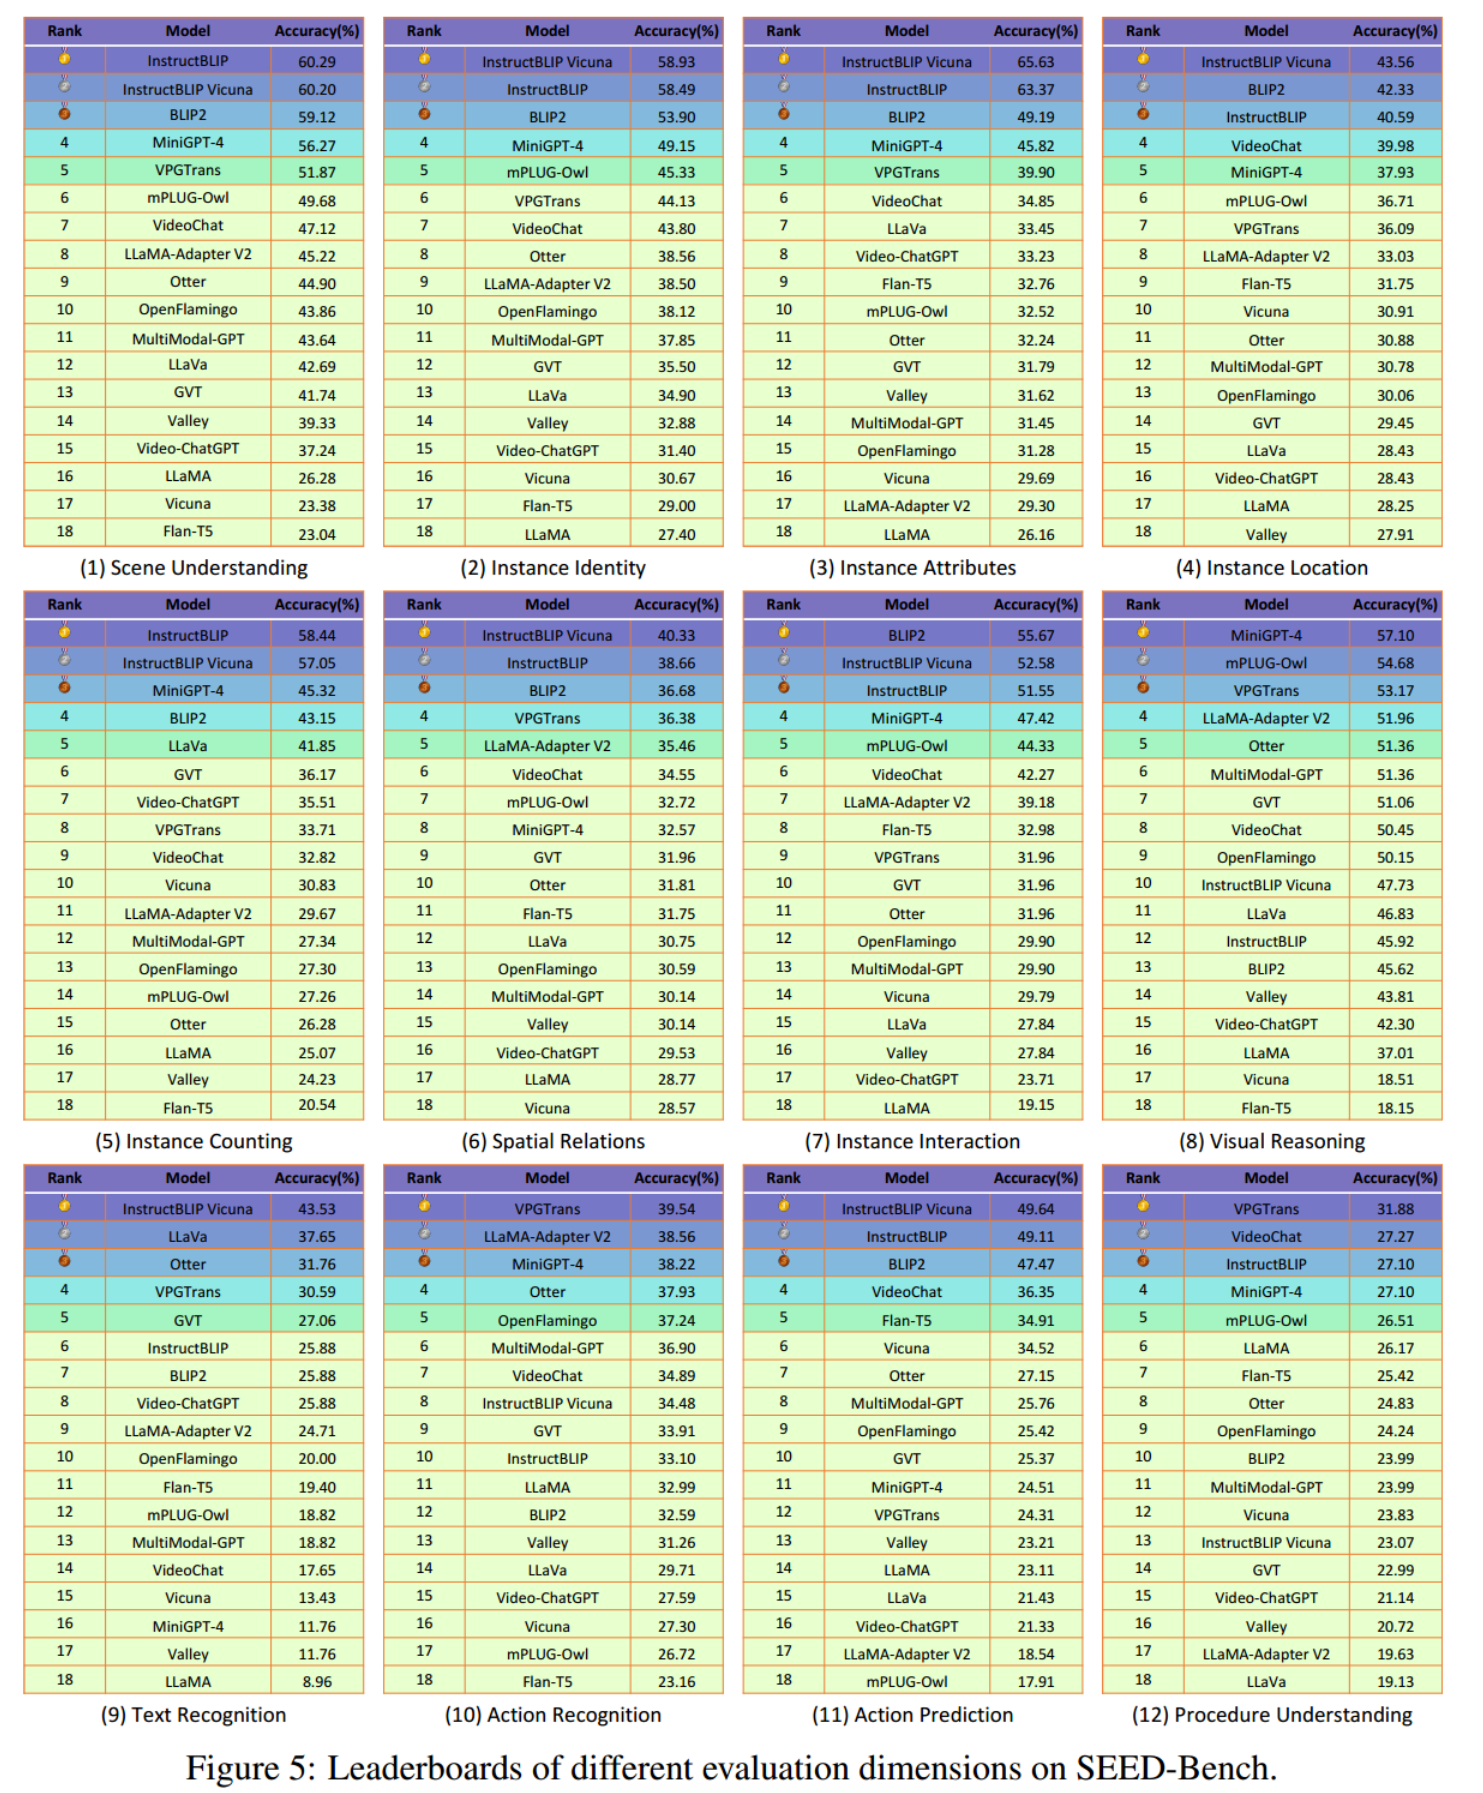 Rank Model Accuracy(%)
InstructBLIP 60.29
InstructBLIP Vicuna 60.20
BLIP2 59.12
4 MiniGPT-4 56.27
5 VPGTrans 51.87
6 mPLUG-Owl 49.68
7 VideoChat 47.12
8 LLaMA-Adapter V2 45.22
9 Otter 44.90
10 OpenFlamingo 43.86
11 MultiModal-GPT 43.64
12 LLaVa 42.69
13 GVT 41.74
14 Valley 39.33
15 Video-ChatGPT 37.24
16 LLaMA 26.28
17 Vicuna 23.38
18 Flan-T5 23.04
(1) Scene Understanding
Rank Model Accuracy(%)
InstructBLIP Vicuna 58.93
InstructBLIP 58.49
BLIP2 53.90
4 MiniGPT-4 49.15
5 mPLUG-Owl 45.33
6 VPGTrans 44.13
7 VideoChat 43.80
8 Otter 38.56
9 LLaMA-Adapter V2 38.50
10 OpenFlamingo 38.12
11 MultiModal-GPT 37.85
12 GVT 35.50
13 LLaVa 34.90
14 Valley 32.88
15 Video-ChatGPT 31.40
16 Vicuna 30.67
17 Flan-T5 29.00
18 LLaMA 27.40
(2) Instance Identity
Rank Model Accuracy(%)
InstructBLIP Vicuna 65.63
InstructBLIP 63.37
BLIP2 49.19
4 MiniGPT-4 45.82
5 VPGTrans 39.90
6 VideoChat 34.85
7 LLaVa 33.45
8 Video-ChatGPT 33.23
9 Flan-T5 32.76
10 mPLUG-Owl 32.52
11 Otter 32.24
12 GVT 31.79
13 Valley 31.62
14 MultiModal-GPT 31.45
15 OpenFlamingo 31.28
16 Vicuna 29.69
17 LLaMA-Adapter V2 29.30
18 LLaMA 26.16
(3) Instance Attributes
Rank Model Accuracy(%)
InstructBLIP Vicuna 43.56
BLIP2 42.33
InstructBLIP 40.59
4 VideoChat 39.98
5 MiniGPT-4 37.93
6 mPLUG-Owl 36.71
7 VPGTrans 36.09
8 LLaMA-Adapter V2 33.03
9 Flan-T5 31.75
10 Vicuna 30.91
11 Otter 30.88
12 MultiModal-GPT 30.78
13 OpenFlamingo 30.06
14 GVT 29.45
15 LLaVa 28.43
16 Video-ChatGPT 28.43
17 LLaMA 28.25
18 Valley 27.91
(4) Instance Location
Rank Model Accuracy(%)
InstructBLIP 58.44
InstructBLIP Vicuna 57.05
MiniGPT-4 45.32
4 BLIP2 43.15
5 LLaVa 41.85
6 GVT 36.17
7 Video-ChatGPT 35.51
8 VPGTrans 33.71
9 VideoChat 32.82
10 Vicuna 30.83
11 LLaMA-Adapter V2 29.67
12 MultiModal-GPT 27.34
13 OpenFlamingo 27.30
14 mPLUG-Owl 27.26
15 Otter 26.28
16 LLaMA 25.07
17 Valley 24.23
18 Flan-T5 20.54
(5) Instance Counting
Rank Model Accuracy(%)
InstructBLIP Vicuna 40.33
InstructBLIP 38.66
BLIP2 36.68
4 VPGTrans 36.38
5 LLaMA-Adapter V2 35.46
6 VideoChat 34.55
7 mPLUG-Owl 32.72
8 MiniGPT-4 32.57
9 GVT 31.96
10 Otter 31.81
11 Flan-T5 31.75
12 LLaVa 30.75
13 OpenFlamingo 30.59
14 MultiModal-GPT 30.14
15 Valley 30.14
16 Video-ChatGPT 29.53
17 LLaMA 28.77
18 Vicuna 28.57
(6) Spatial Relations
Rank Model Accuracy(%)
BLIP2 55.67
InstructBLIP Vicuna 52.58
InstructBLIP 51.55
4 MiniGPT-4 47.42
5 mPLUG-Owl 44.33
6 VideoChat 42.27
7 LLaMA-Adapter V2 39.18
8 Flan-T5 32.98
9 VPGTrans 31.96
10 GVT 31.96
11 Otter 31.96
12 OpenFlamingo 29.90
13 MultiModal-GPT 29.90
14 Vicuna 29.79
15 LLaVa 27.84
16 Valley 27.84
17 Video-ChatGPT 23.71
18 LLaMA 19.15
(7) Instance Interaction
Rank Model Accuracy(%)
MiniGPT-4 57.10
mPLUG-Owl 54.68
VPGTrans 53.17
4 LLaMA-Adapter V2 51.96
5 Otter 51.36
6 MultiModal-GPT 51.36
7 GVT 51.06
8 VideoChat 50.45
9 OpenFlamingo 50.15
10 InstructBLIP Vicuna 47.73
11 LLaVa 46.83
12 InstructBLIP 45.92
13 BLIP2 45.62
14 Valley 43.81
15 Video-ChatGPT 42.30
16 LLaMA 37.01
17 Vicuna 18.51
18 Flan-T5 18.15
(8) Visual Reasoning
Rank Model Accuracy(%)
InstructBLIP Vicuna 43.53
LLaVa 37.65
Otter 31.76
4 VPGTrans 30.59
5 GVT 27.06
6 InstructBLIP 25.88
7 BLIP2 25.88
8 Video-ChatGPT 25.88
9 LLaMA-Adapter V2 24.71
10 OpenFlamingo 20.00
11 Flan-T5 19.40
12 mPLUG-Owl 18.82
13 MultiModal-GPT 18.82
14 VideoChat 17.65
15 Vicuna 13.43
16 MiniGPT-4 11.76
17 Valley 11.76
18 LLaMA 8.96
(9) Text Recognition
Rank Model Accuracy(%)
VPGTrans 39.54
LLaMA-Adapter V2 38.56
MiniGPT-4 38.22
4 Otter 37.93
5 OpenFlamingo 37.24
6 MultiModal-GPT 36.90
7 VideoChat 34.89
8 InstructBLIP Vicuna 34.48
9 GVT 33.91
10 InstructBLIP 33.10
11 LLaMA 32.99
12 BLIP2 32.59
13 Valley 31.26
14 LLaVa 29.71
15 Video-ChatGPT 27.59
16 Vicuna 27.30
17 mPLUG-Owl 26.72
18 Flan-T5 23.16
(10) Action Recognition
Rank Model Accuracy(%)
InstructBLIP Vicuna 49.64
InstructBLIP 49.11
BLIP2 47.47
4 VideoChat 36.35
5 Flan-T5 34.91
6 Vicuna 34.52
7 Otter 27.15
8 MultiModal-GPT 25.76
9 OpenFlamingo 25.42
10 GVT 25.37
11 MiniGPT-4 24.51
12 VPGTrans 24.31
13 Valley 23.21
14 LLaMA 23.11
15 LLaVa 21.43
16 Video-ChatGPT 21.33
17 LLaMA-Adapter V2 18.54
18 mPLUG-Owl 17.91
(11) Action Prediction
Rank Model Accuracy(%)
VPGTrans 31.88
VideoChat 27.27
InstructBLIP 27.10
4 MiniGPT-4 27.10
5 mPLUG-Owl 26.51
6 LLaMA 26.17
7 Flan-T5 25.42
8 Otter 24.83
9 OpenFlamingo 24.24
10 BLIP2 23.99
11 MultiModal-GPT 23.99
12 Vicuna 23.83
13 InstructBLIP Vicuna 23.07
14 GVT 22.99
15 Video-ChatGPT 21.14
16 Valley 20.72
17 LLaMA-Adapter V2 19.63
18 LLaVa 19.13
(12) Procedure Understanding
Figure 5: Leaderboards of different evaluation dimensions on SEED-Bench.